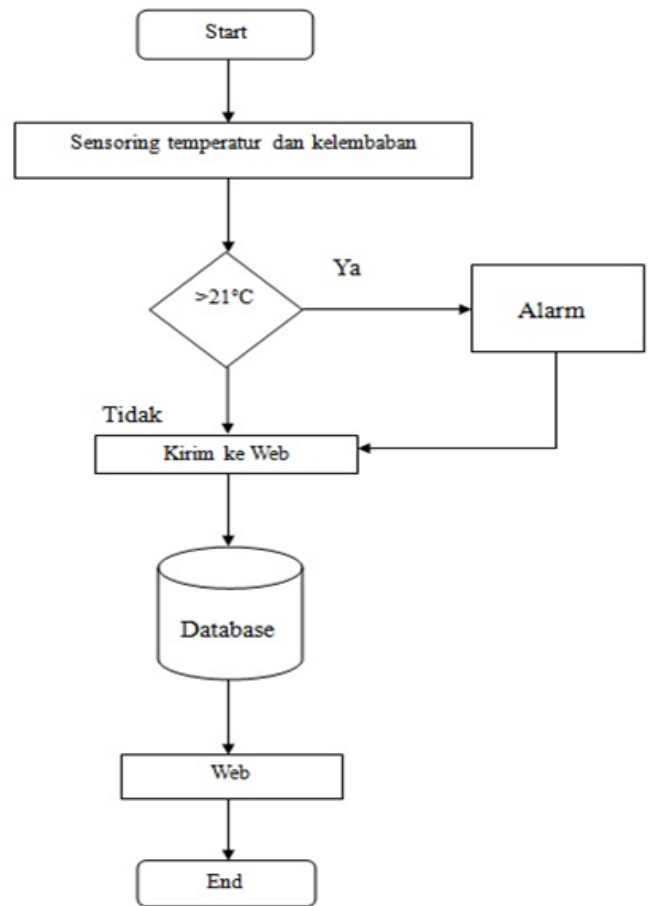 Start
Sensoring temperatur dan kelembaban
>21°C
Ya
Alarm
Tidak
Kirim ke Web
Database
Web
End